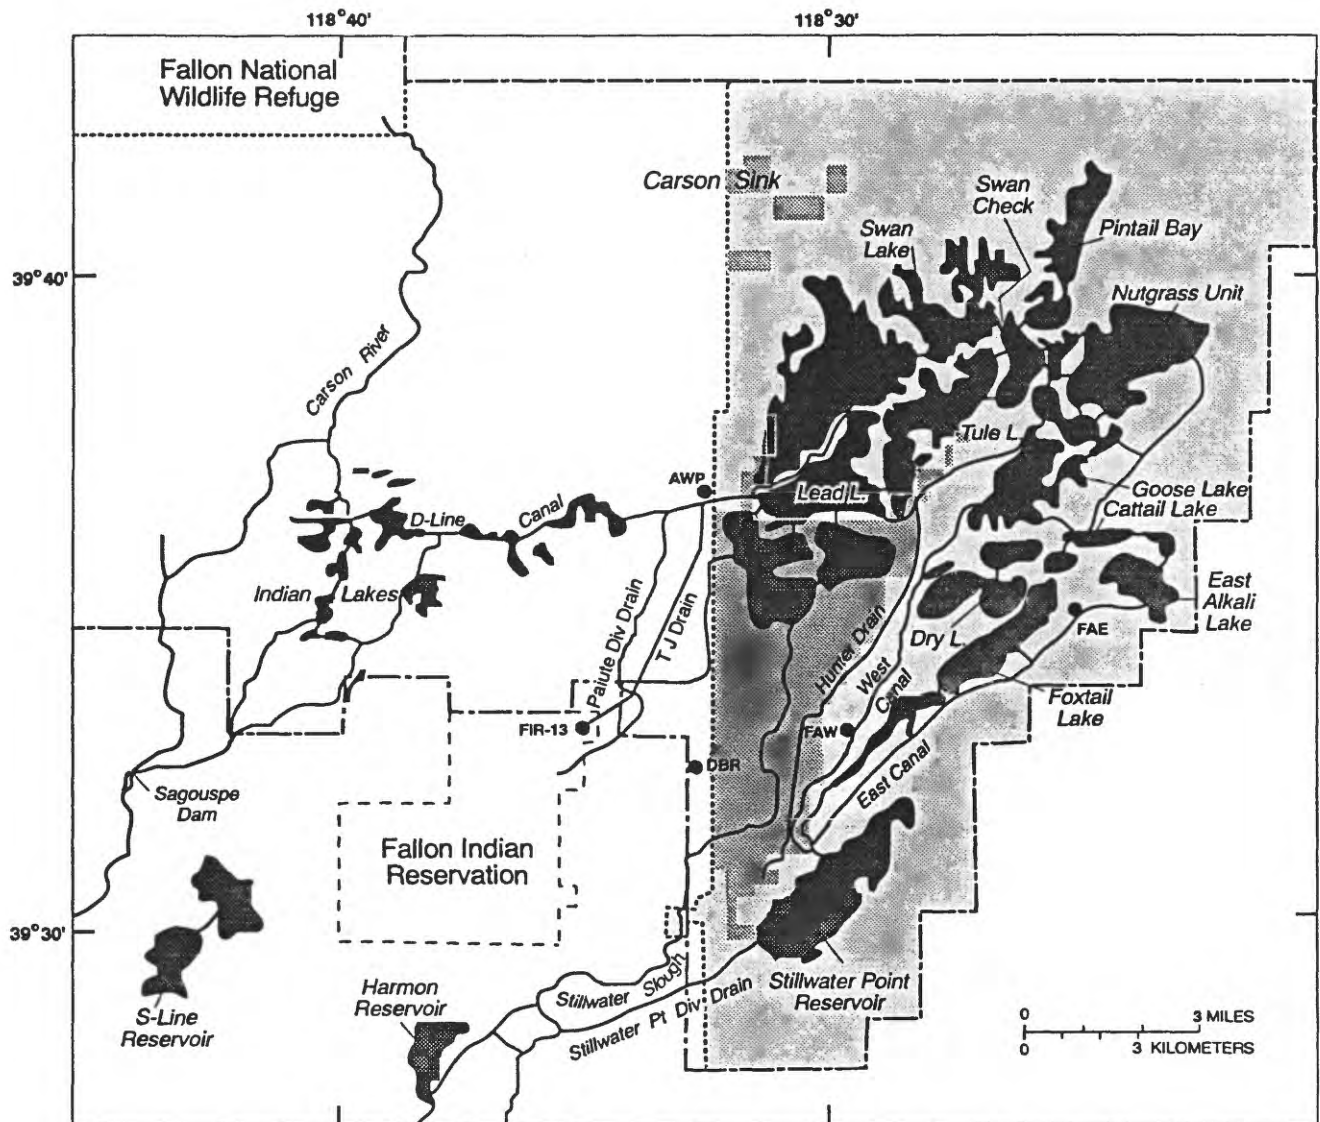 118°40'
118°30'
Fallon National
Wildlife Refuge
Carson Sink
Swan
Check
Swan
Lake
Pintail Bay
39°40'
Nutgrass Unit
Carson River
Tule L.
AWP
Lead L.
Goose Lake
Cattail Lake
D-Line Canal
Indian Lakes
East
Alkali
Lake
Paiute Div Drain
TJ Drain
Hunter Drain
West
Canal
Dry L.
FAE
Foxtail
Lake
FIR-13
FAW
DBR
East Canal
Sagouspe
Dam
Fallon Indian
Reservation
39°30'
S-Line
Reservoir
Harmon
Reservoir
Stillwater Slough
Stillwater Pt Div Drain
Stillwater Point
Reservoir
0 3 MILES
0 3 KILOMETERS